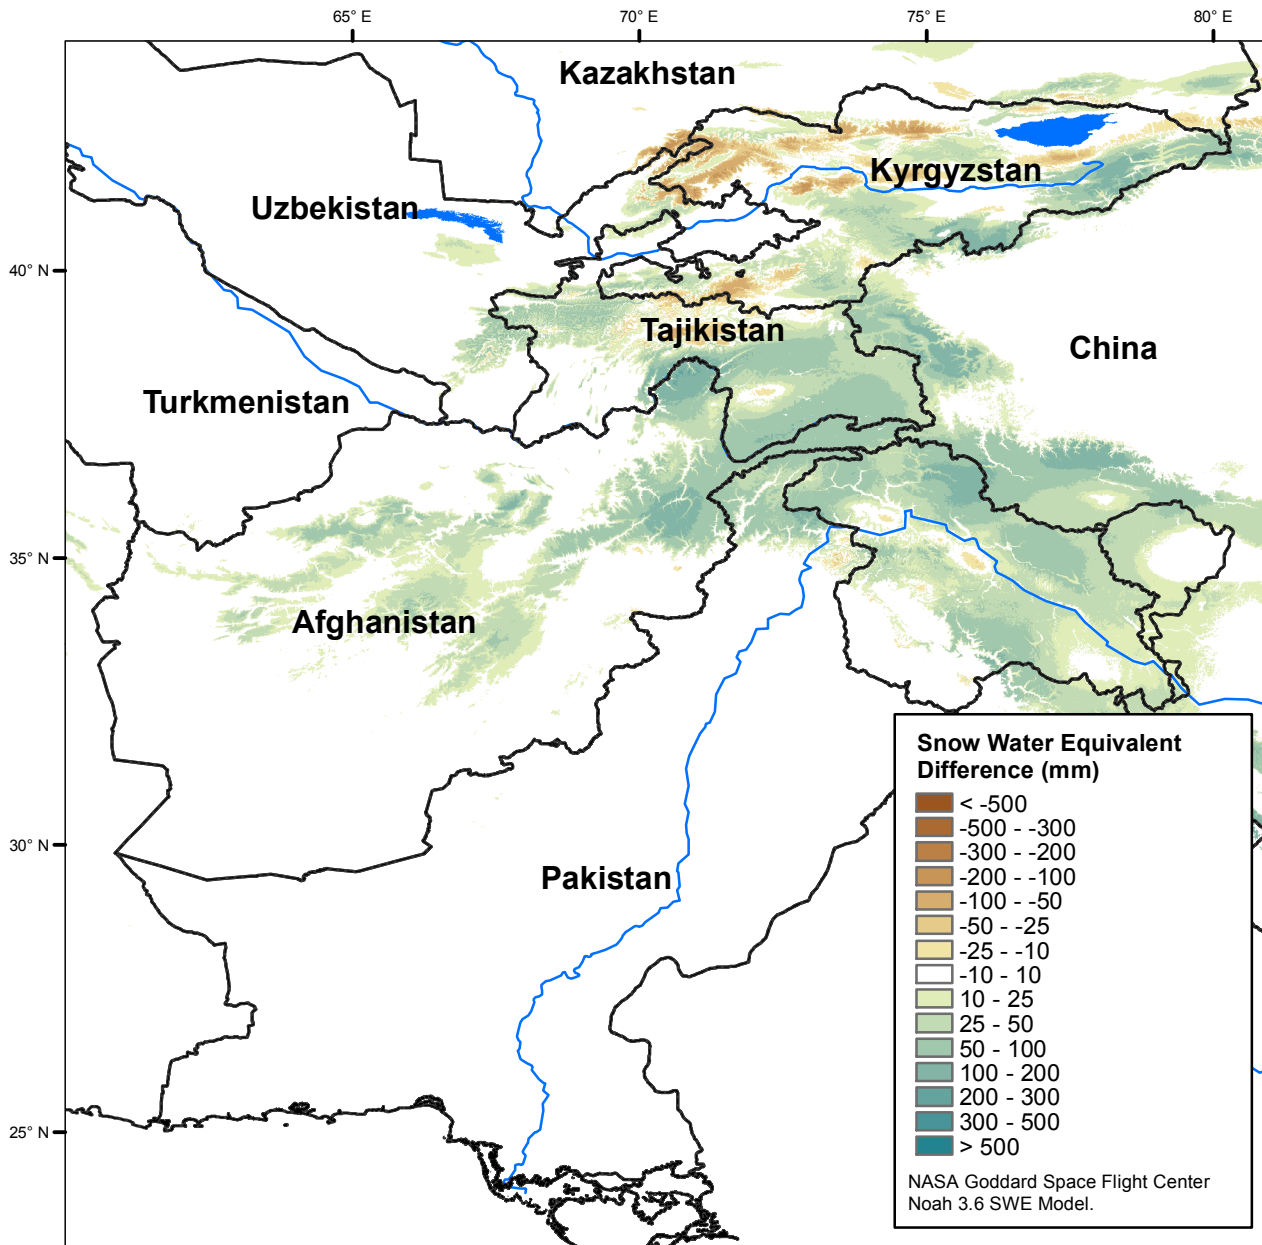 65° E
70° E
75° E
80° E
Kazakhstan
Kyrgyzstan
Uzbekistan
40° N
Tajikistan
China
Turkmenistan
35° N
Afghanistan
Snow Water Equivalent
Difference (mm)
< -500
-500 - -300
-300 - -200
-200 - -100
-100 - -50
-50 - -25
-25 - -10
-10 - 10
10 - 25
25 - 50
50 - 100
100 - 200
200 - 300
300 - 500
> 500
NASA Goddard Space Flight Center
Noah 3.6 SWE Model.
30° N
Pakistan
25° N